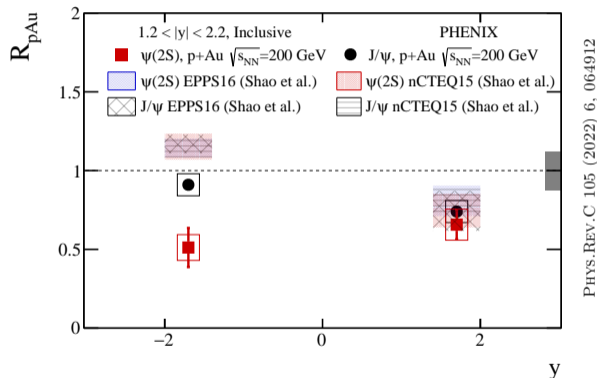 R_pAu
2
1.2 < |y| < 2.2, Inclusive
PHENIX
ψ(2S), p+Au √s_NN=200 GeV
J/ψ, p+Au √s_NN=200 GeV
ψ(2S) EPPS16 (Shao et al.)
ψ(2S) nCTEQ15 (Shao et al.)
J/ψ EPPS16 (Shao et al.)
J/ψ nCTEQ15 (Shao et al.)
1.5
1
0.5
0
−2
0
2
y
PHYS.REV.C 105 (2022) 6, 064912